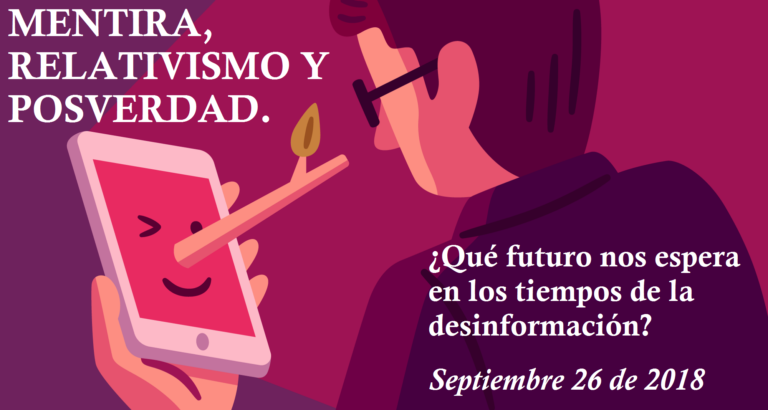 MENTIRA,
RELATIVISMO Y
POSVERDAD.
¿Qué futuro nos espera
en los tiempos de la
desinformación?
Septiembre 26 de 2018